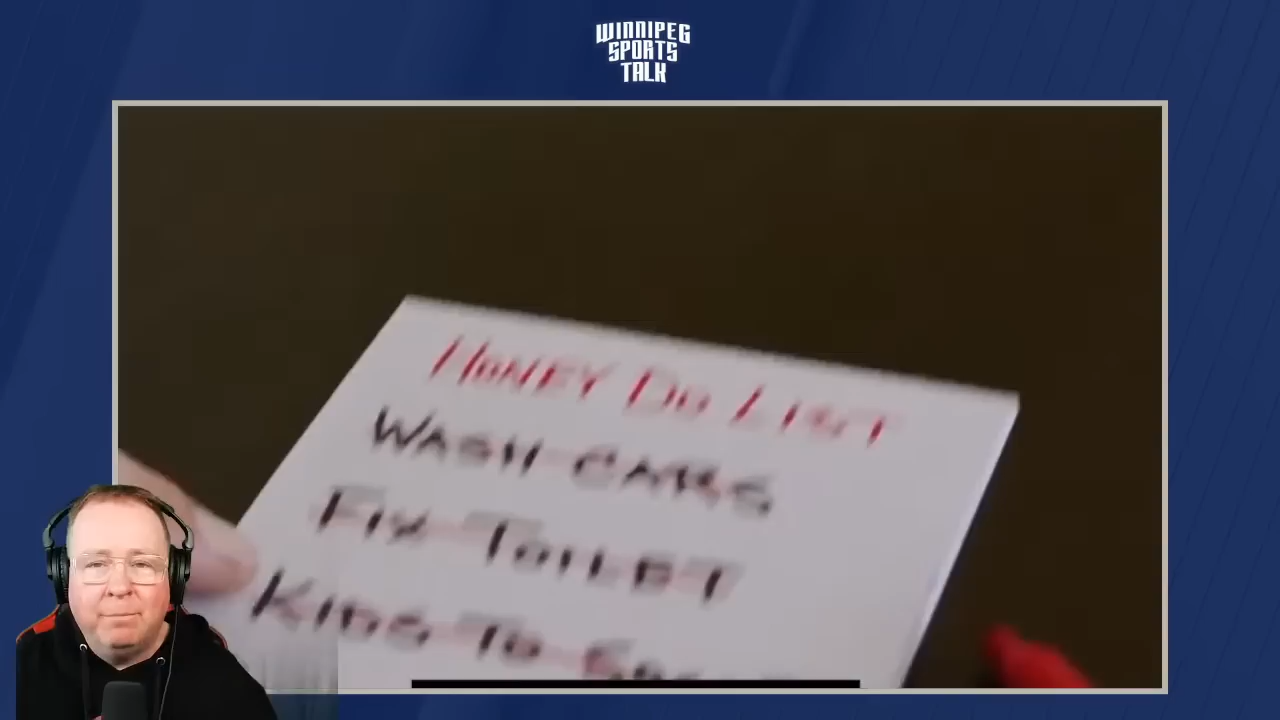 WINNIPEG
SPORTS
TALK
HONEY DO LIST
WASH CARS
FIX TOILET
KIDS TO